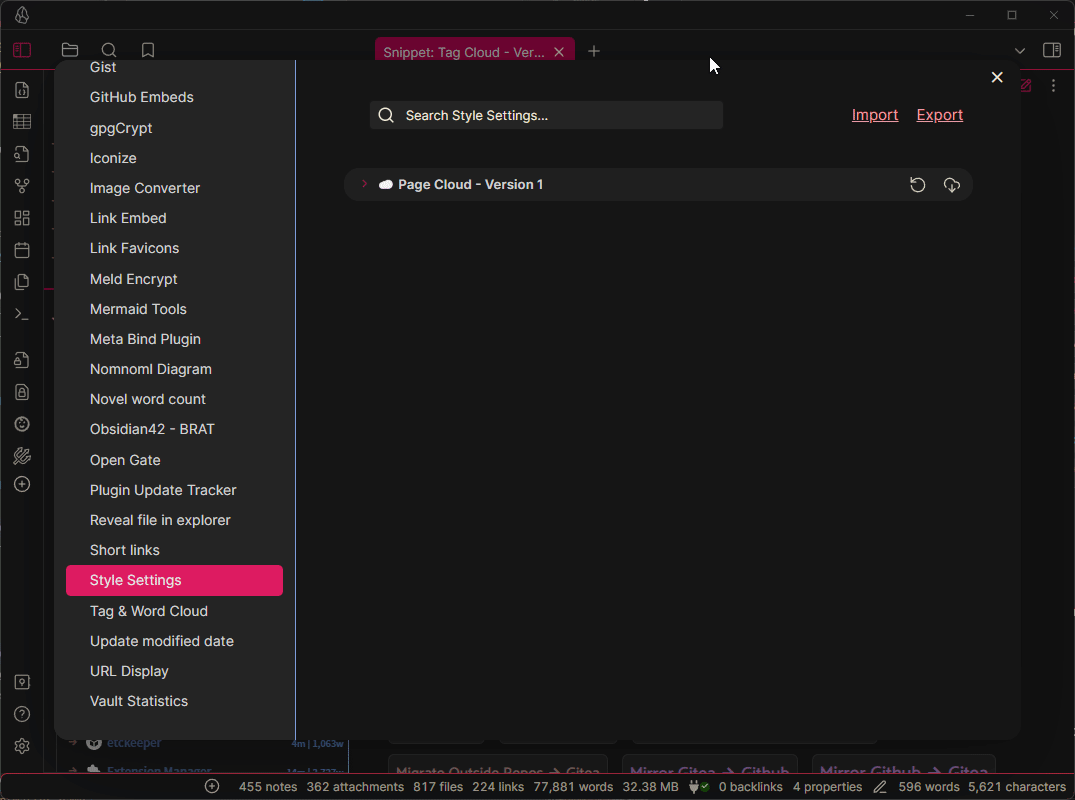 Snippet: Tag Cloud - Ver...
Gist
GitHub Embeds
gpgCrypt
Iconize
Image Converter
Link Embed
Link Favicons
Meld Encrypt
Mermaid Tools
Meta Bind Plugin
Nomnoml Diagram
Novel word count
Obsidian42 - BRAT
Open Gate
Plugin Update Tracker
Reveal file in explorer
Short links
Style Settings
Tag & Word Cloud
Update modified date
URL Display
Vault Statistics
Search Style Settings...
Import Export
Page Cloud - Version 1
etckeeper 4m | 1,063w
Extension Manager
Migrate Outside Repos → Gitea Mirror Gitea → Github Mirror Github → Gitea
455 notes 362 attachments 817 files 224 links 77,881 words 32.38 MB 0 backlinks 4 properties 596 words 5,621 characters